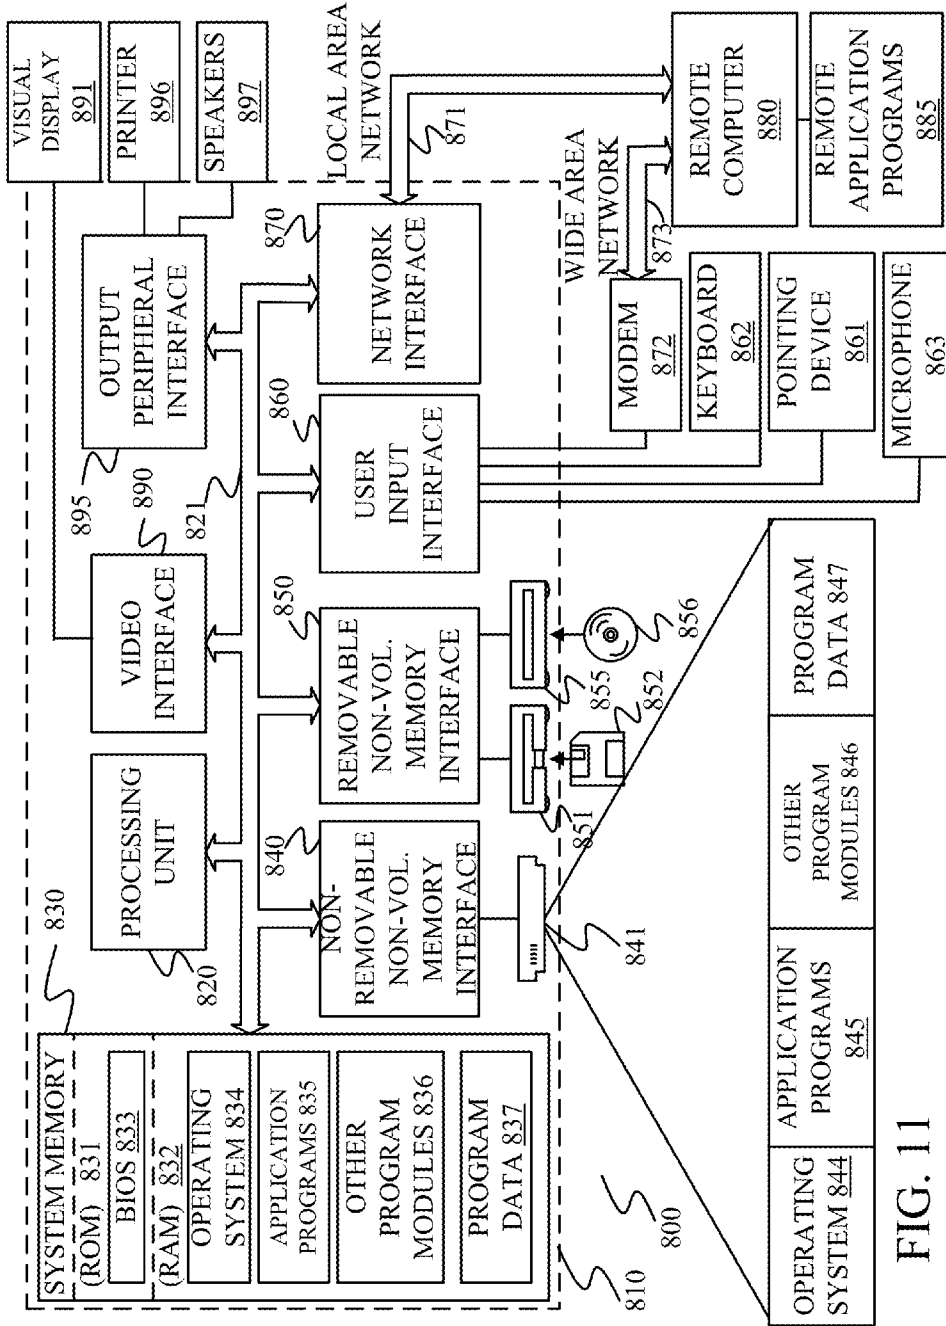 SYSTEM MEMORY
(ROM) 831
BIOS 833
(RAM) 832
OPERATING
SYSTEM 834
APPLICATION
PROGRAMS 835
OTHER
PROGRAM
MODULES 836
PROGRAM
DATA 837
830
PROCESSING
UNIT
820
VIDEO
INTERFACE
890
821
OUTPUT
PERIPHERAL
INTERFACE
895
VISUAL
DISPLAY
891
PRINTER
896
SPEAKERS
897
NON-
REMOVABLE
NON-VOL.
MEMORY
INTERFACE
840
REMOVABLE
NON-VOL.
MEMORY
INTERFACE
850
USER
INPUT
INTERFACE
860
NETWORK
INTERFACE
870
LOCAL AREA
NETWORK
871
WIDE AREA
NETWORK
873
MODEM
872
KEYBOARD
862
POINTING
DEVICE
861
MICROPHONE
863
REMOTE
COMPUTER
880
REMOTE
APPLICATION
PROGRAMS
885
841
851
852
855
856
810
800
OPERATING
SYSTEM 844
APPLICATION
PROGRAMS
845
OTHER
PROGRAM
MODULES 846
PROGRAM
DATA 847
FIG. 11